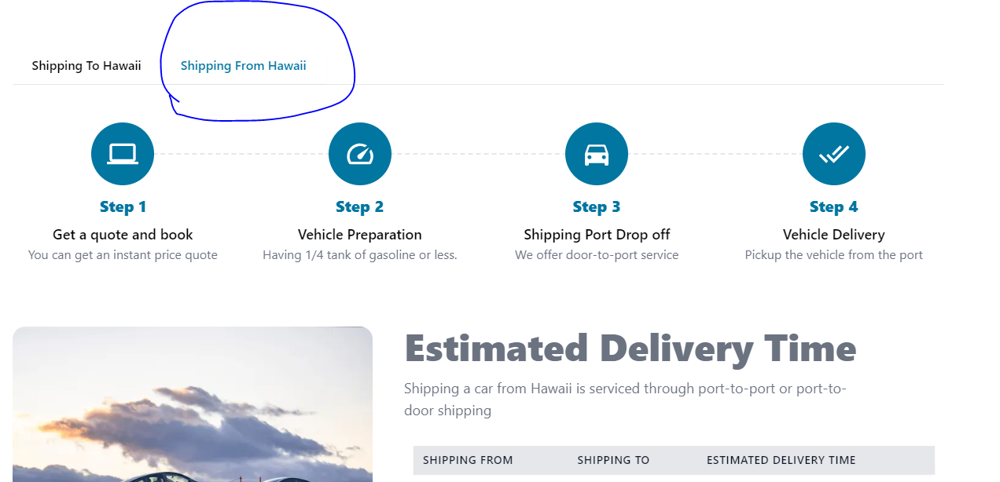 Shipping To Hawaii
Shipping From Hawaii
Step 1
Get a quote and book
You can get an instant price quote
Step 2
Vehicle Preparation
Having 1/4 tank of gasoline or less.
Step 3
Shipping Port Drop off
We offer door-to-port service
Step 4
Vehicle Delivery
Pickup the vehicle from the port
Estimated Delivery Time
Shipping a car from Hawaii is serviced through port-to-port or port-to-
door shipping
SHIPPING FROM SHIPPING TO ESTIMATED DELIVERY TIME